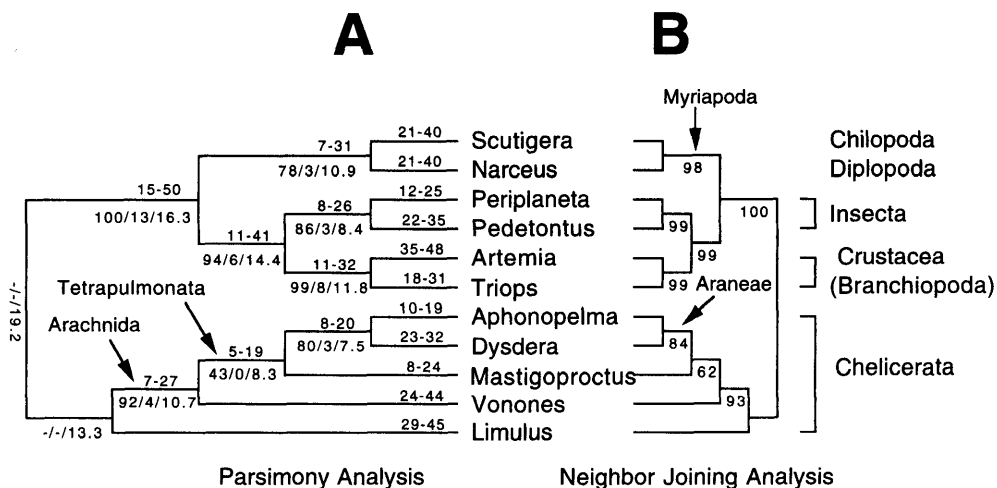 A B
Myriapoda
21-40 Scutigera Chilopoda
7-31
21-40 Narceus 98 Diplopoda
78/3/10.9
15-50 12-25 Periplaneta
100/13/16.3 8-26 100 Insecta
86/3/8.4 22-35 Pedetontus 99
11-41
94/6/14.4 35-48 Artemia 99 Crustacea
11-32
99/8/11.8 18-31 Triops 99 (Branchiopoda)
Tetrapulmonata Araneae
-/-/19.2
10-19 Aphonopelma
Arachnida 8-20
80/3/7.5 23-32 Dysdera 84
5-19
43/0/8.3 8-24 Mastigoproctus 62 Chelicerata
7-27
92/4/10.7 24-44 Vonones 93
-/-/13.3 29-45 Limulus
Parsimony Analysis Neighbor Joining Analysis